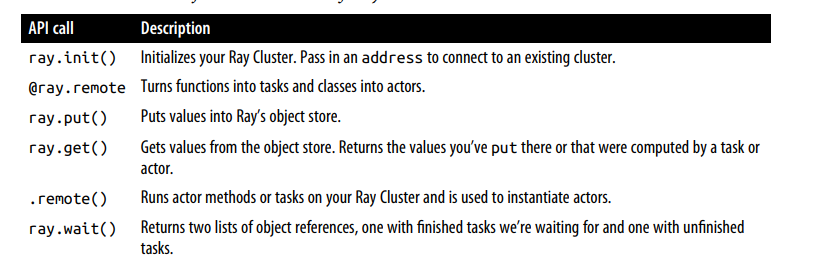 API call Description
ray.init() Initializes your Ray Cluster. Pass in an address to connect to an existing cluster.
@ray.remote Turns functions into tasks and classes into actors.
ray.put() Puts values into Ray’s object store.
ray.get() Gets values from the object store. Returns the values you’ve put there or that were computed by a task or
actor.
.remote() Runs actor methods or tasks on your Ray Cluster and is used to instantiate actors.
ray.wait() Returns two lists of object references, one with finished tasks we’re waiting for and one with unfinished
tasks.